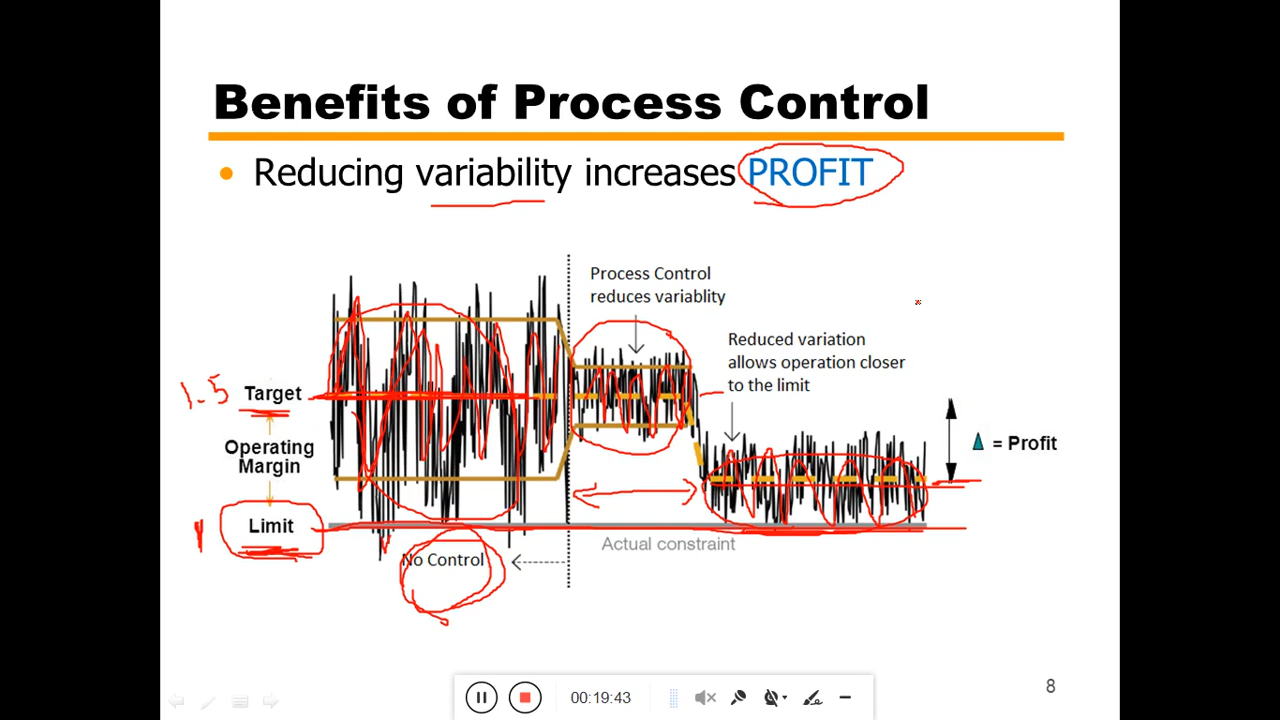 Benefits of Process Control
• Reducing variability increases PROFIT
Process Control
reduces variablity
Reduced variation
allows operation closer
to the limit
1.5 Target
Operating
Margin
1 Limit
Δ = Profit
No Control
Actual constraint
00:19:43
8